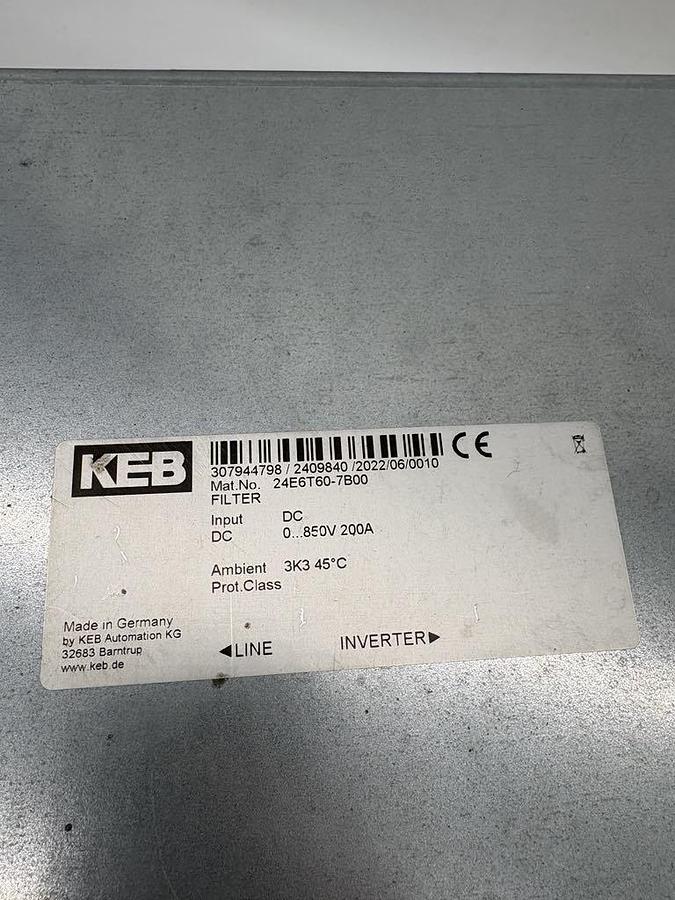 KEB
307944798 / 2409840 /2022/06/0010
CE
Mat.No. 24E6T60-7B00
FILTER
Input DC
DC 0...850V 200A
Ambient 3K3 45°C
Prot.Class
Made in Germany
by KEB Automation KG
32683 Barntrup
www.keb.de
◄LINE INVERTER►